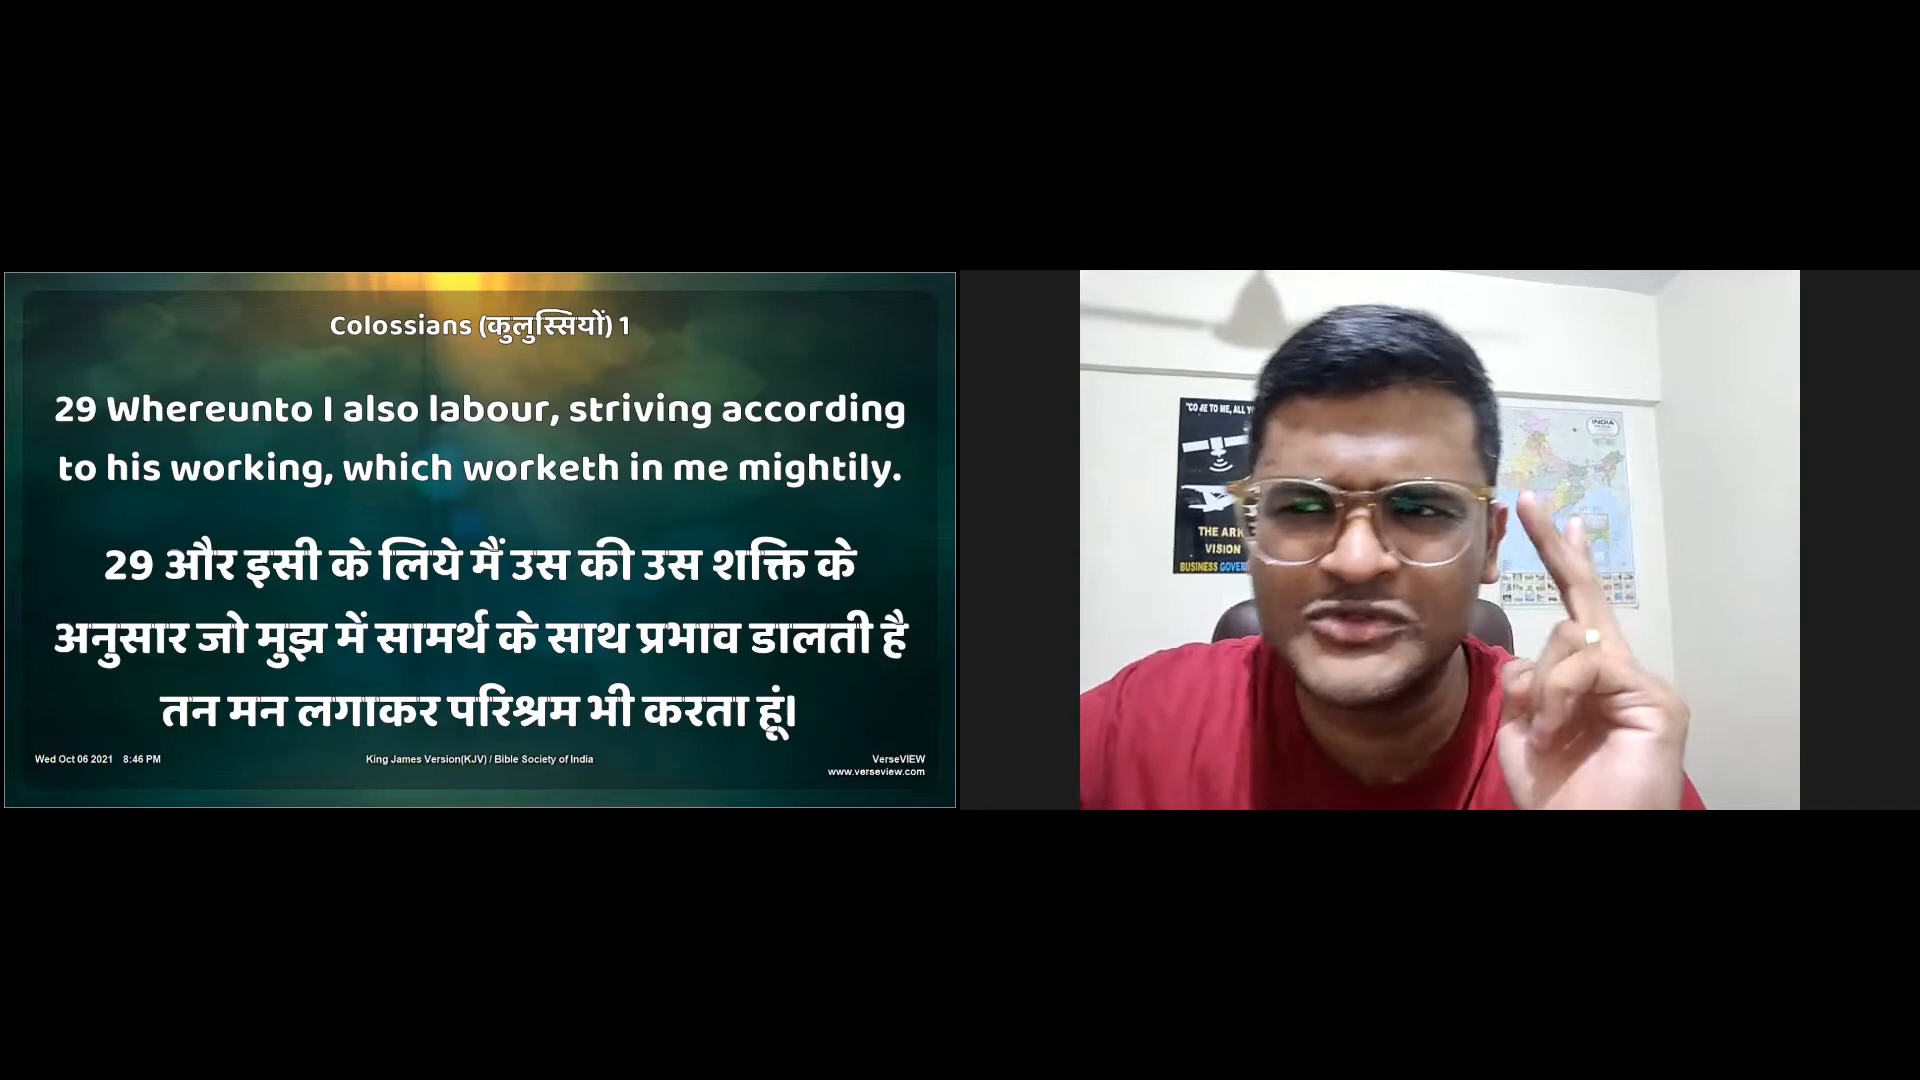 Colossians (कुलुस्सियों) 1
29 Whereunto I also labour, striving according
to his working, which worketh in me mightily.
29 और इसी के लिये मैं उस की उस शक्ति के
अनुसार जो मुझ में सामर्थ के साथ प्रभाव डालती है
तन मन लगाकर परिश्रम भी करता हूं।
Wed Oct 06 2021 8:46 PM
King James Version(KJV) / Bible Society of India
VerseVIEW
www.verseview.com
TO ME, ALL
THE ARK
VISION
BUSINESS
INDIA